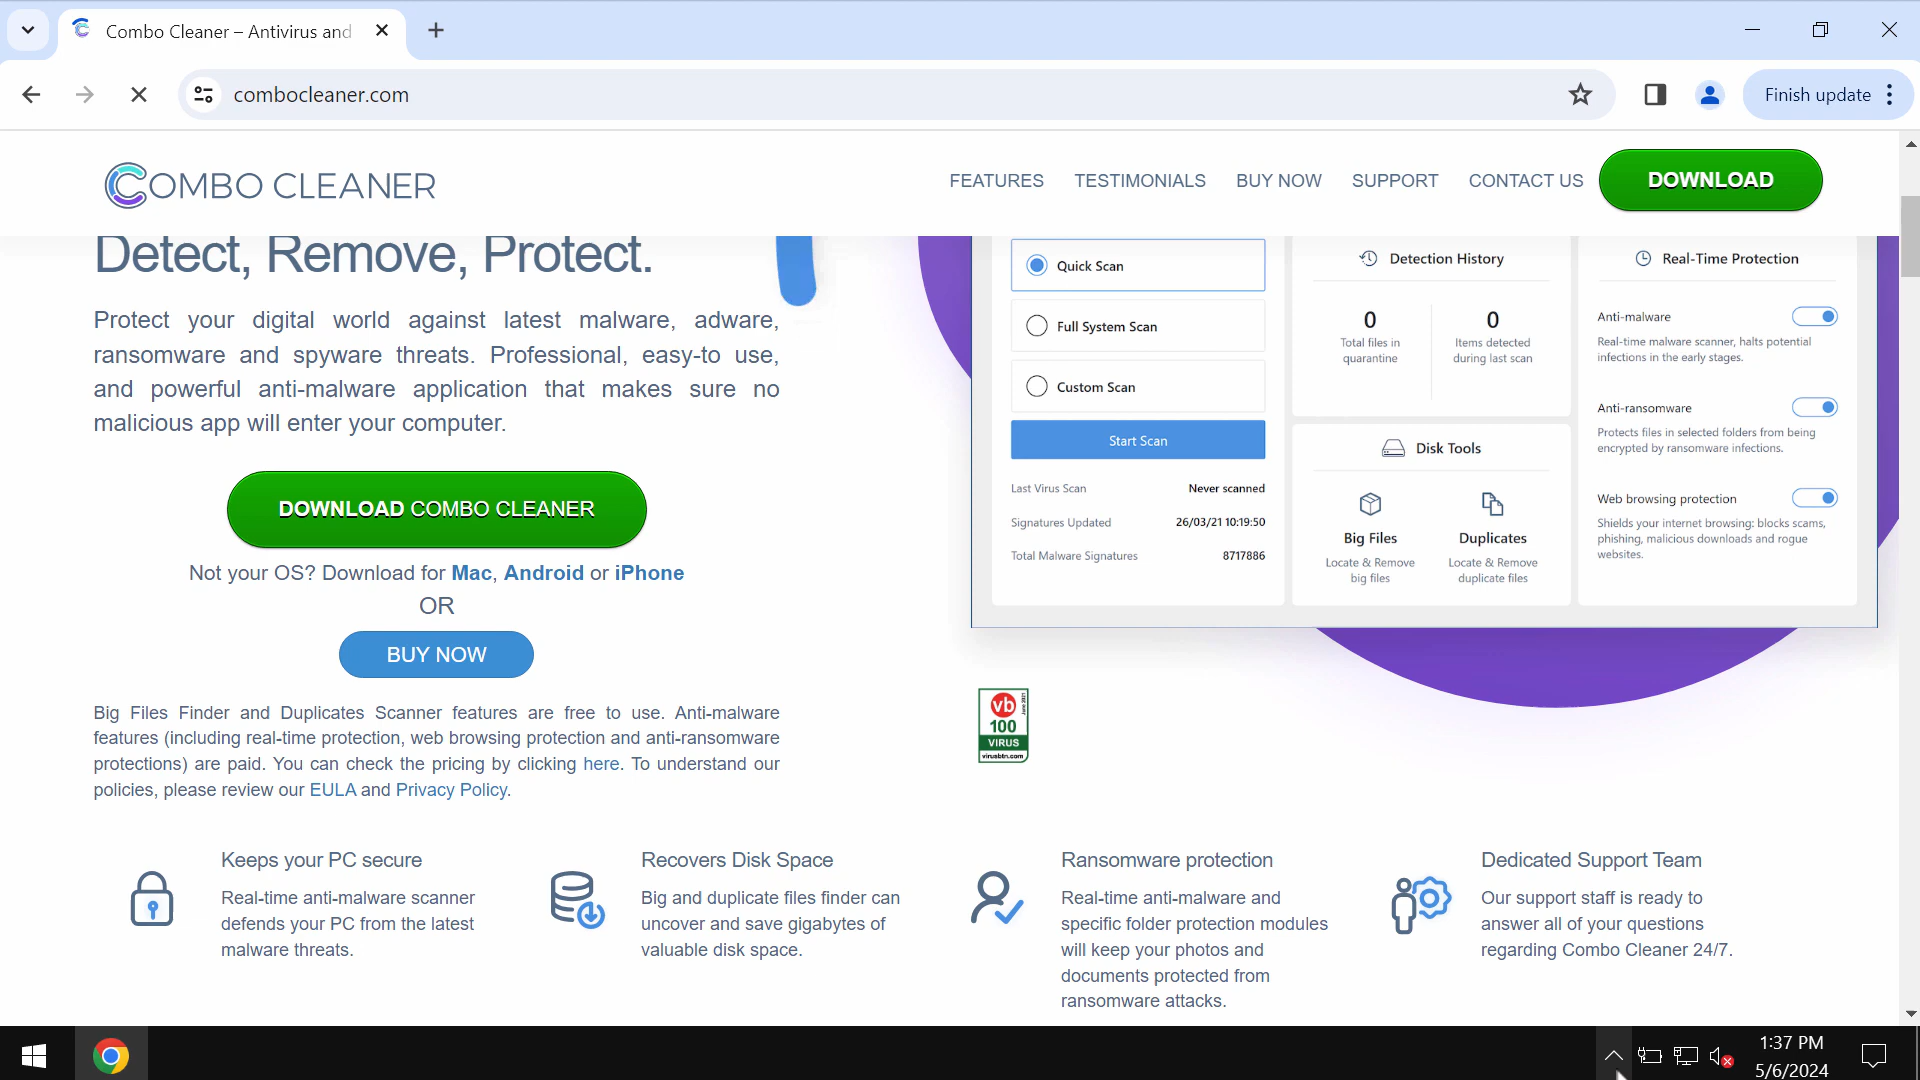 Combo Cleaner – Antivirus and
combocleaner.com
Finish update
COMBO CLEANER
FEATURES
TESTIMONIALS
BUY NOW
SUPPORT
CONTACT US
DOWNLOAD
Detect, Remove, Protect.
Protect your digital world against latest malware, adware,
ransomware and spyware threats. Professional, easy-to use,
and powerful anti-malware application that makes sure no
malicious app will enter your computer.
DOWNLOAD COMBO CLEANER
Not your OS? Download for Mac, Android or iPhone
OR
BUY NOW
Big Files Finder and Duplicates Scanner features are free to use. Anti-malware
features (including real-time protection, web browsing protection and anti-ransomware
protections) are paid. You can check the pricing by clicking here. To understand our
policies, please review our EULA and Privacy Policy.
Quick Scan
Full System Scan
Custom Scan
Start Scan
Last Virus Scan
Never scanned
Signatures Updated
26/03/21 10:19:50
Total Malware Signatures
8717886
Detection History
0
Total files in
quarantine
0
Items detected
during last scan
Disk Tools
Big Files
Locate & Remove
big files
Duplicates
Locate & Remove
duplicate files
Real-Time Protection
Anti-malware
Real-time malware scanner, halts potential
infections in the early stages.
Anti-ransomware
Protects files in selected folders from being
encrypted by ransomware infections.
Web browsing protection
Shields your internet browsing: blocks scams,
phishing, malicious downloads and rogue
websites.
vb
100
VIRUS
virusbtn.com
Keeps your PC secure
Real-time anti-malware scanner
defends your PC from the latest
malware threats.
Recovers Disk Space
Big and duplicate files finder can
uncover and save gigabytes of
valuable disk space.
Ransomware protection
Real-time anti-malware and
specific folder protection modules
will keep your photos and
documents protected from
ransomware attacks.
Dedicated Support Team
Our support staff is ready to
answer all of your questions
regarding Combo Cleaner 24/7.
1:37 PM
5/6/2024